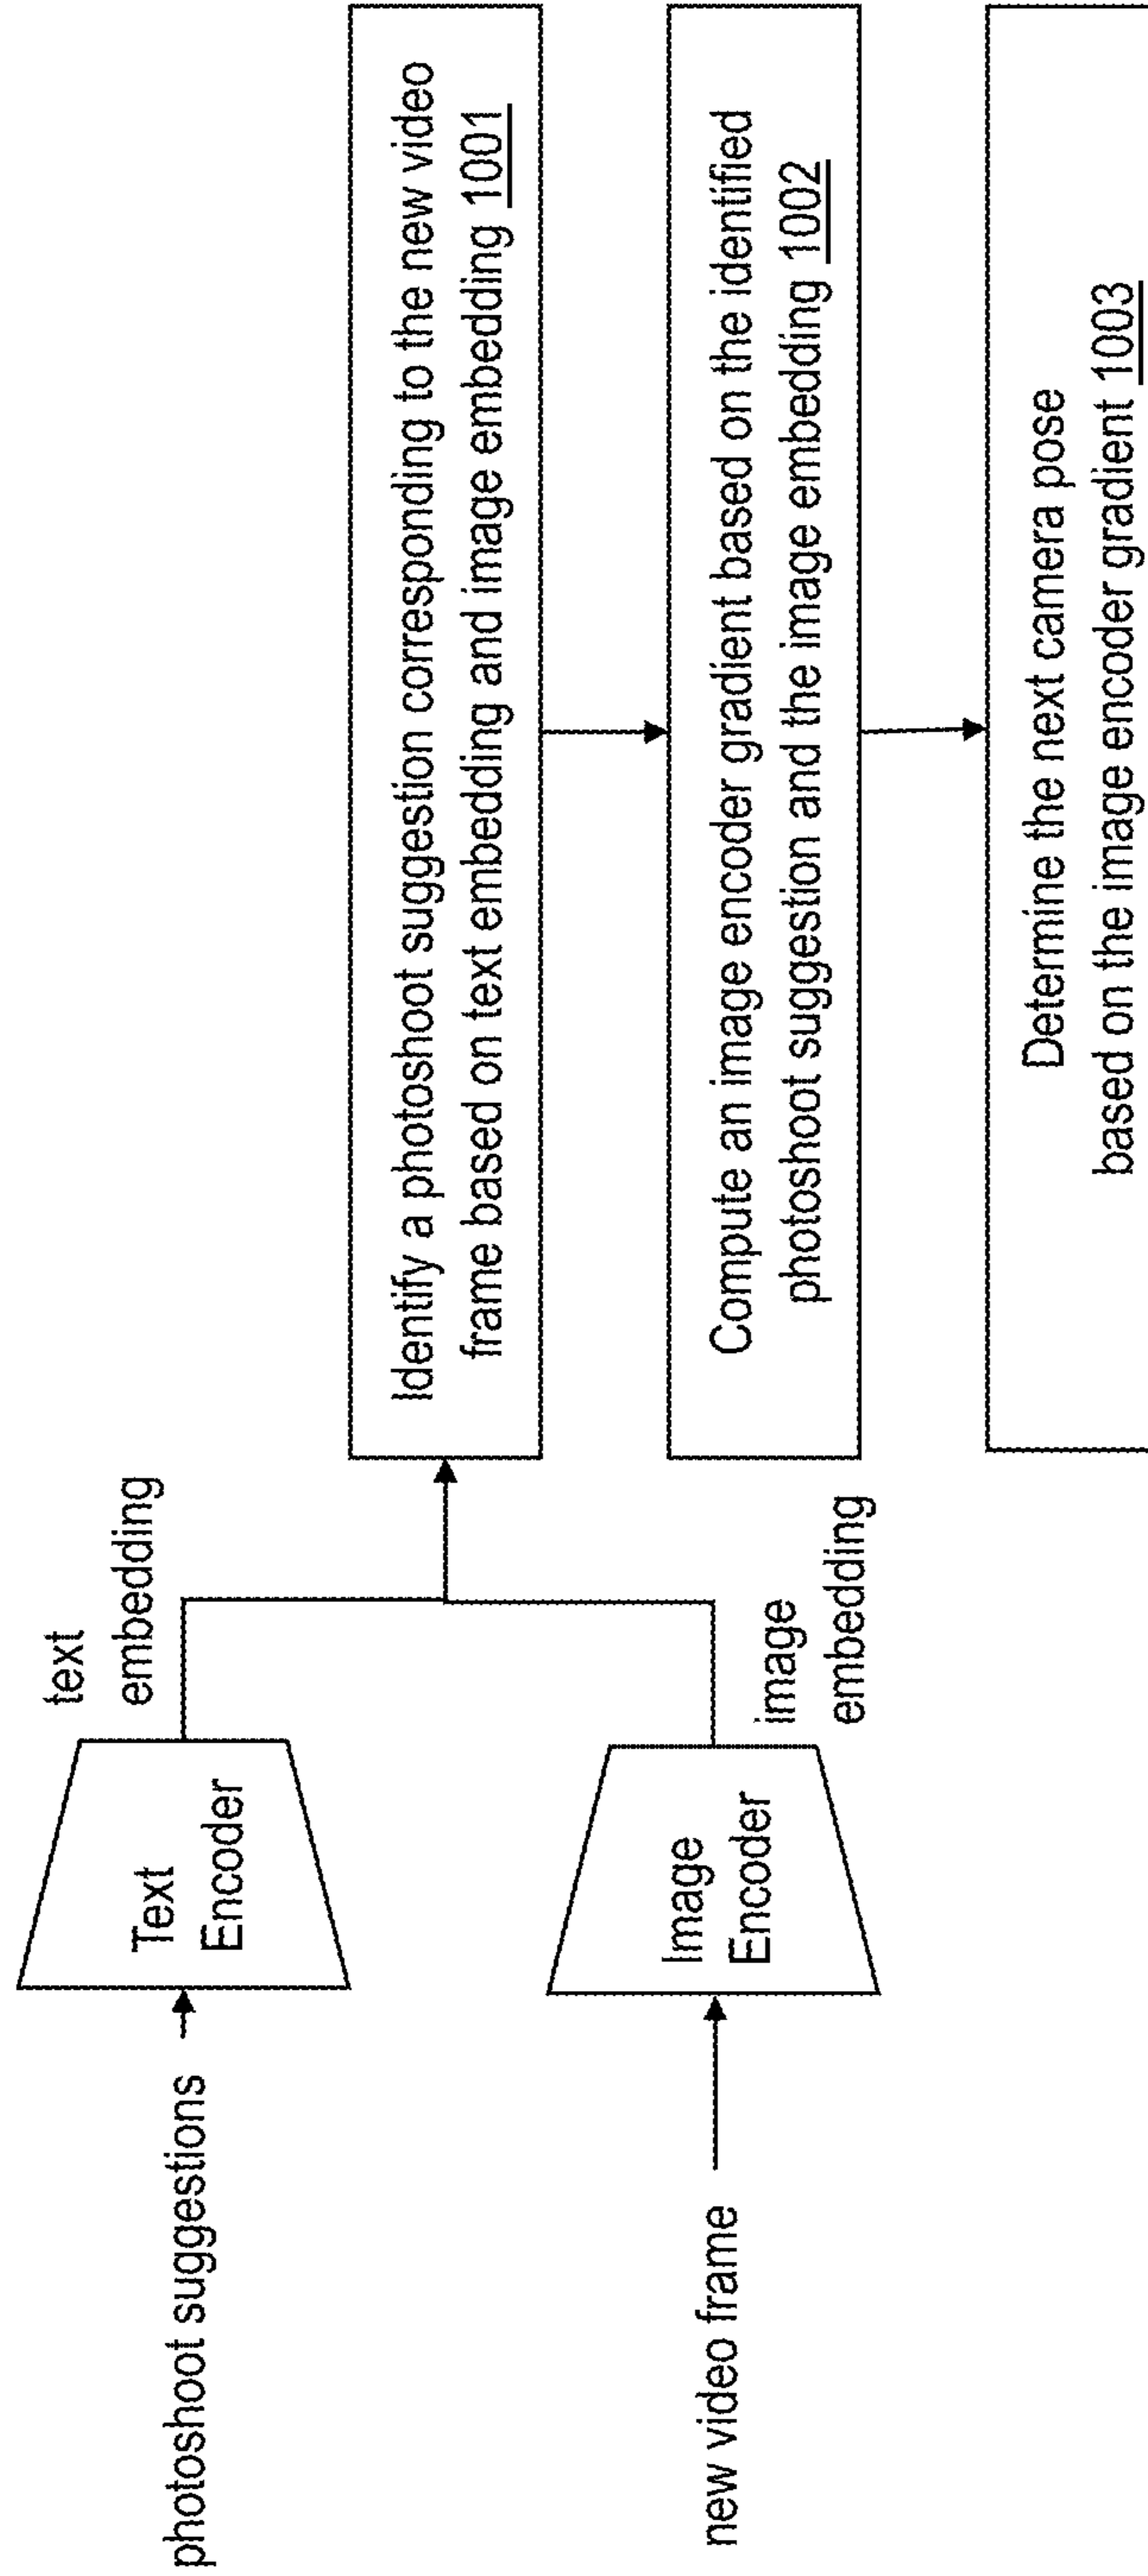 photoshoot suggestions
Text
Encoder
text
embedding
new video frame
Image
Encoder
image
embedding
Identify a photoshoot suggestion corresponding to the new video
frame based on text embedding and image embedding 1001
Compute an image encoder gradient based on the identified
photoshoot suggestion and the image embedding 1002
Determine the next camera pose
based on the image encoder gradient 1003